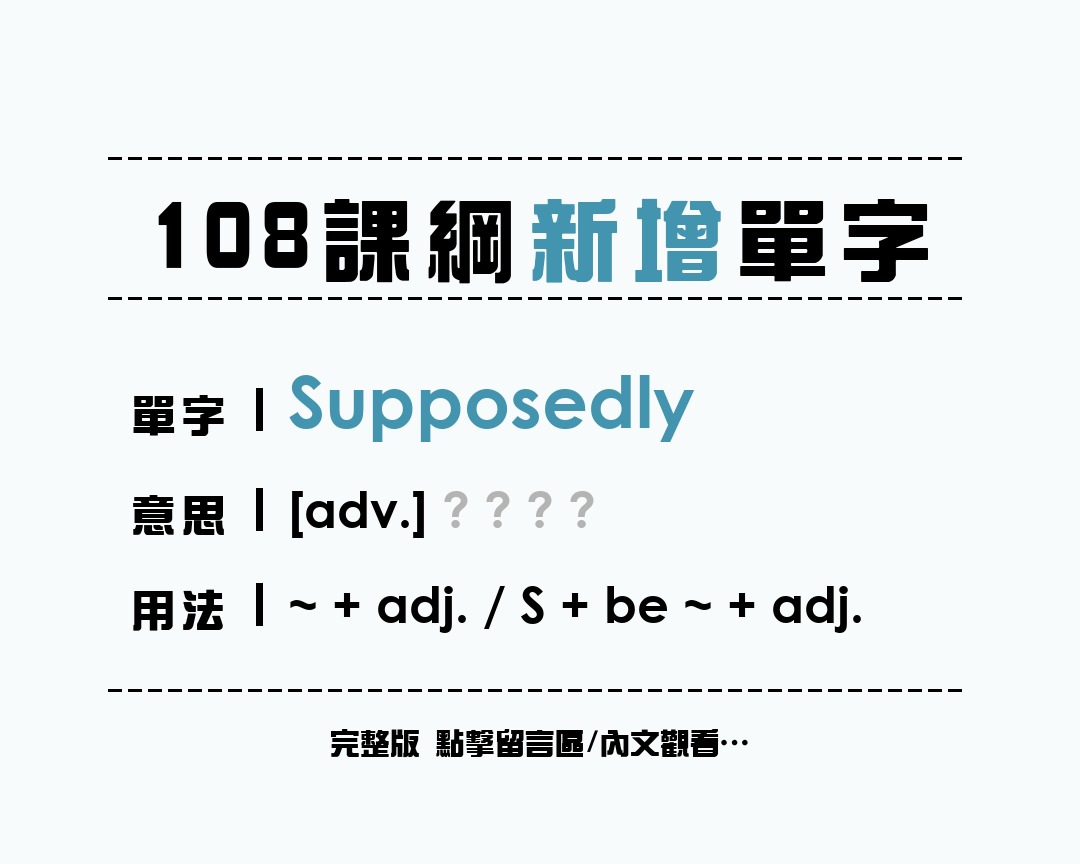 108課綱新增單字
單字 | Supposedly
意思 | [adv.] ????
用法 | ~ + adj. / S + be ~ + adj.
完整版 點擊留言區/內文觀看…